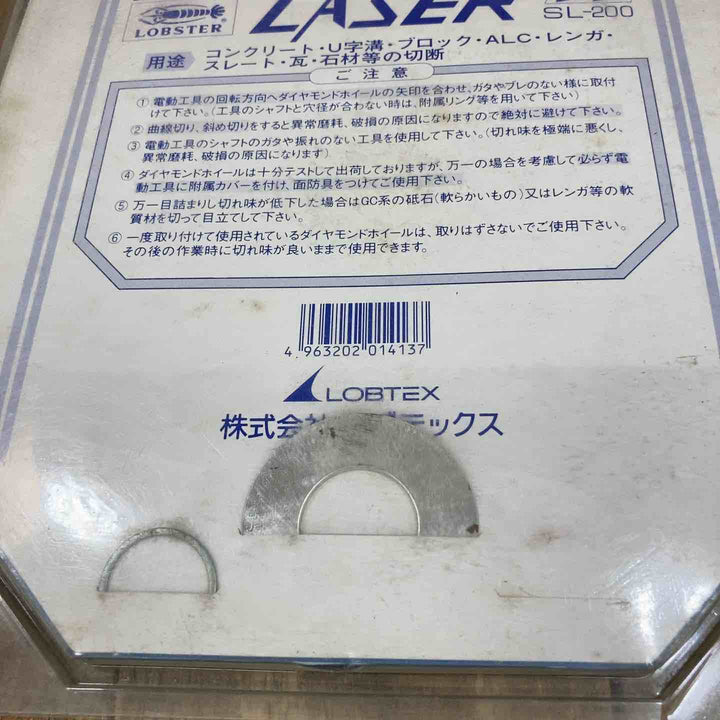 LASER
SL-200
LOBSTER
用途
コンクリート・U字溝・ブロック・ALC・レンガ・
スレート・瓦・石材等の切断
ご注意
① 電動工具の回転方向へダイヤモンドホイールの矢印を合わせ、ガタやブレのない様に取付
けて下さい。(工具のシャフトと穴径が合わない時は、附属リング等を用いて下さい)
② 曲線切り、斜め切りをすると異常磨耗、破損の原因になりますので絶対に避けて下さい。
③ 電動工具のシャフトのガタや振れのない工具を使用して下さい。(切れ味を極端に悪くし、
異常磨耗、破損の原因になります)
④ ダイヤモンドホイールは十分テストして出荷しておりますが、万一の場合を考慮して必らず電
動工具に附属カバーを付け、面防具をつけてご使用下さい。
⑤ 万一目詰まりし切れ味が低下した場合はGC系の砥石(軟らかいもの)又はレンガ等の軟
質材を切って目立てして下さい。
⑥ 一度取り付けて使用されているダイヤモンドホイールは、取りはずさないでご使用下さい。
その後の作業時に切れ味が良いままで使用できます。
4 963202 014137
LOBTEX
株式会 テックス